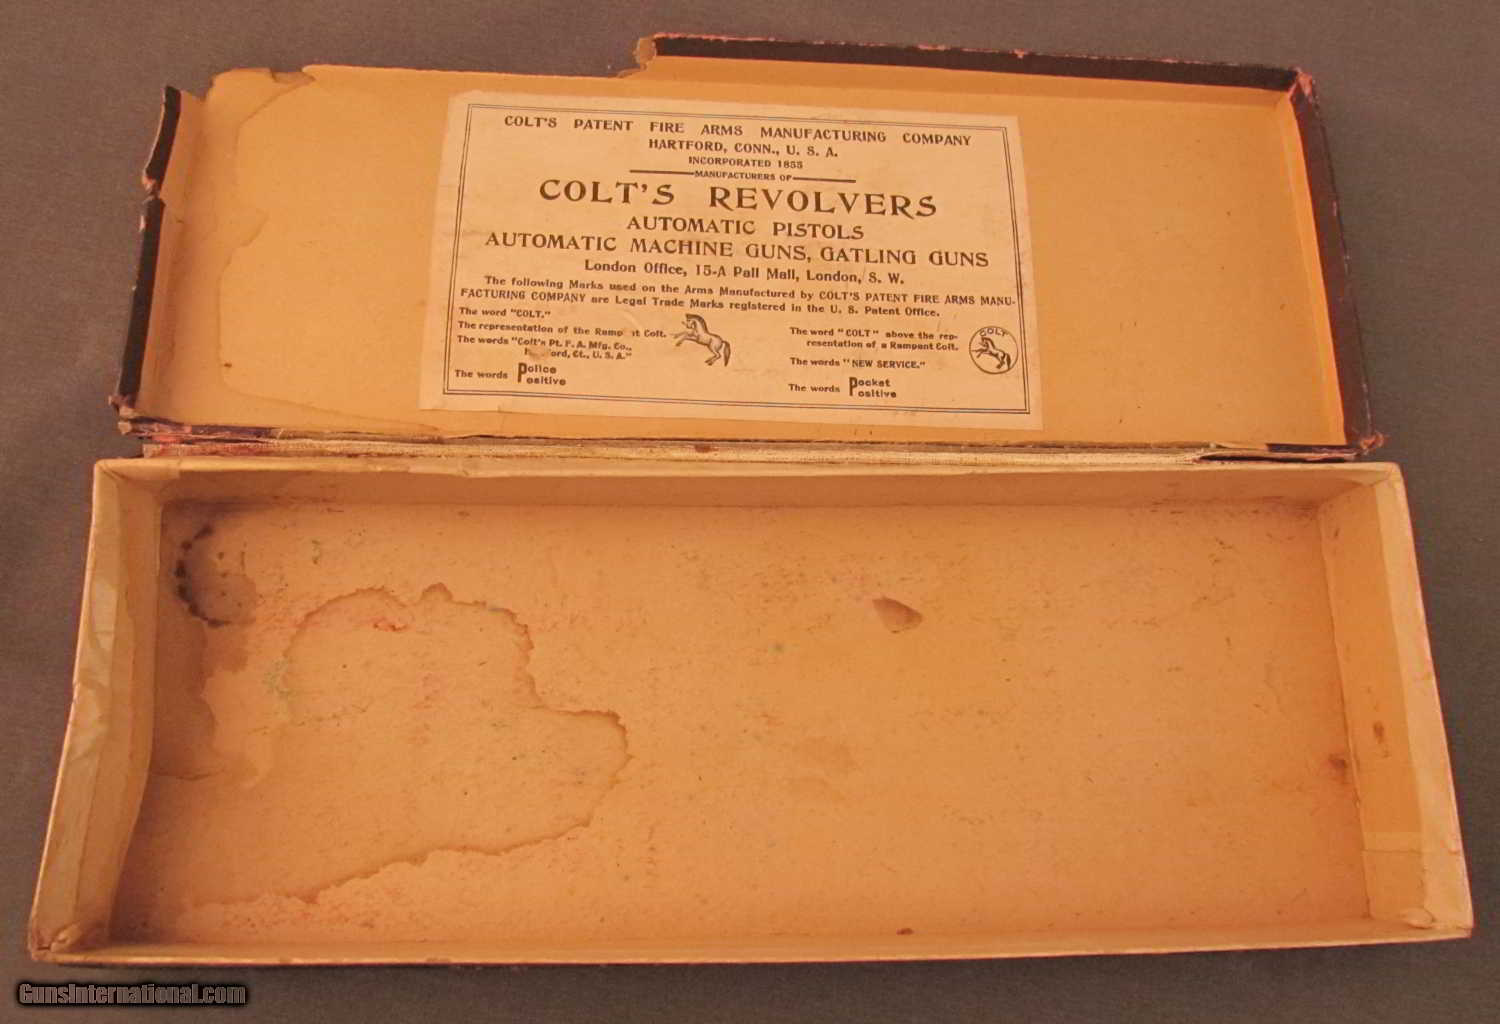 COLT'S PATENT FIRE ARMS MANUFACTURING COMPANY
HARTFORD, CONN., U. S. A.
INCORPORATED 1855
MANUFACTURERS OF
COLT'S REVOLVERS
AUTOMATIC PISTOLS
AUTOMATIC MACHINE GUNS, GATLING GUNS
London Office, 15-A Pall Mall, London, S. W.
The following Marks used on the Arms Manufactured by COLT'S PATENT FIRE ARMS MANU-
FACTURING COMPANY are Legal Trade Marks registered in the U. S. Patent Office.
The word "COLT."
The representation of the Rampant Colt.
The words "Colt's Pt. F. A. Mfg. Co.,
Hartford, Ct., U. S. A."
The words Police
Positive
The word "COLT" above the rep-
resentation of a Rampant Colt.
COLT
The words "NEW SERVICE."
The words Pocket
Positive
GunsInternational.com